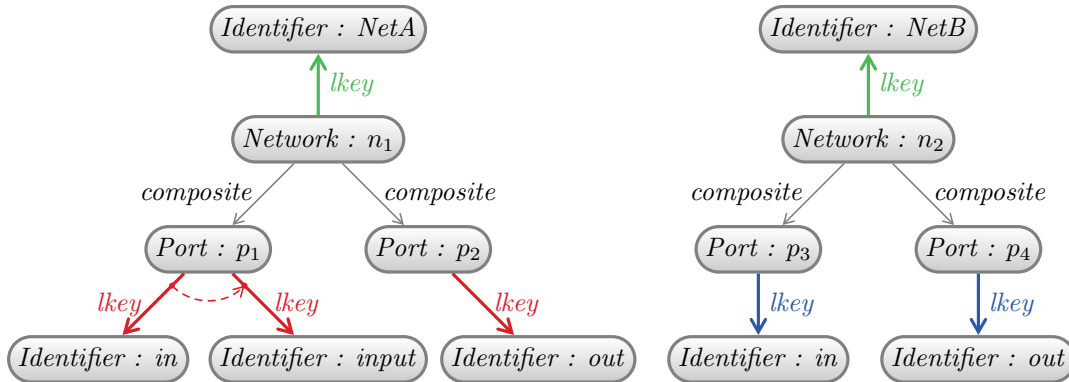 Identifier : NetA
Identifier : NetB
lkey
lkey
Network : n₁
Network : n₂
composite
composite
composite
composite
Port : p₁
Port : p₂
Port : p₃
Port : p₄
lkey
lkey
lkey
lkey
lkey
Identifier : in
Identifier : input
Identifier : out
Identifier : in
Identifier : out